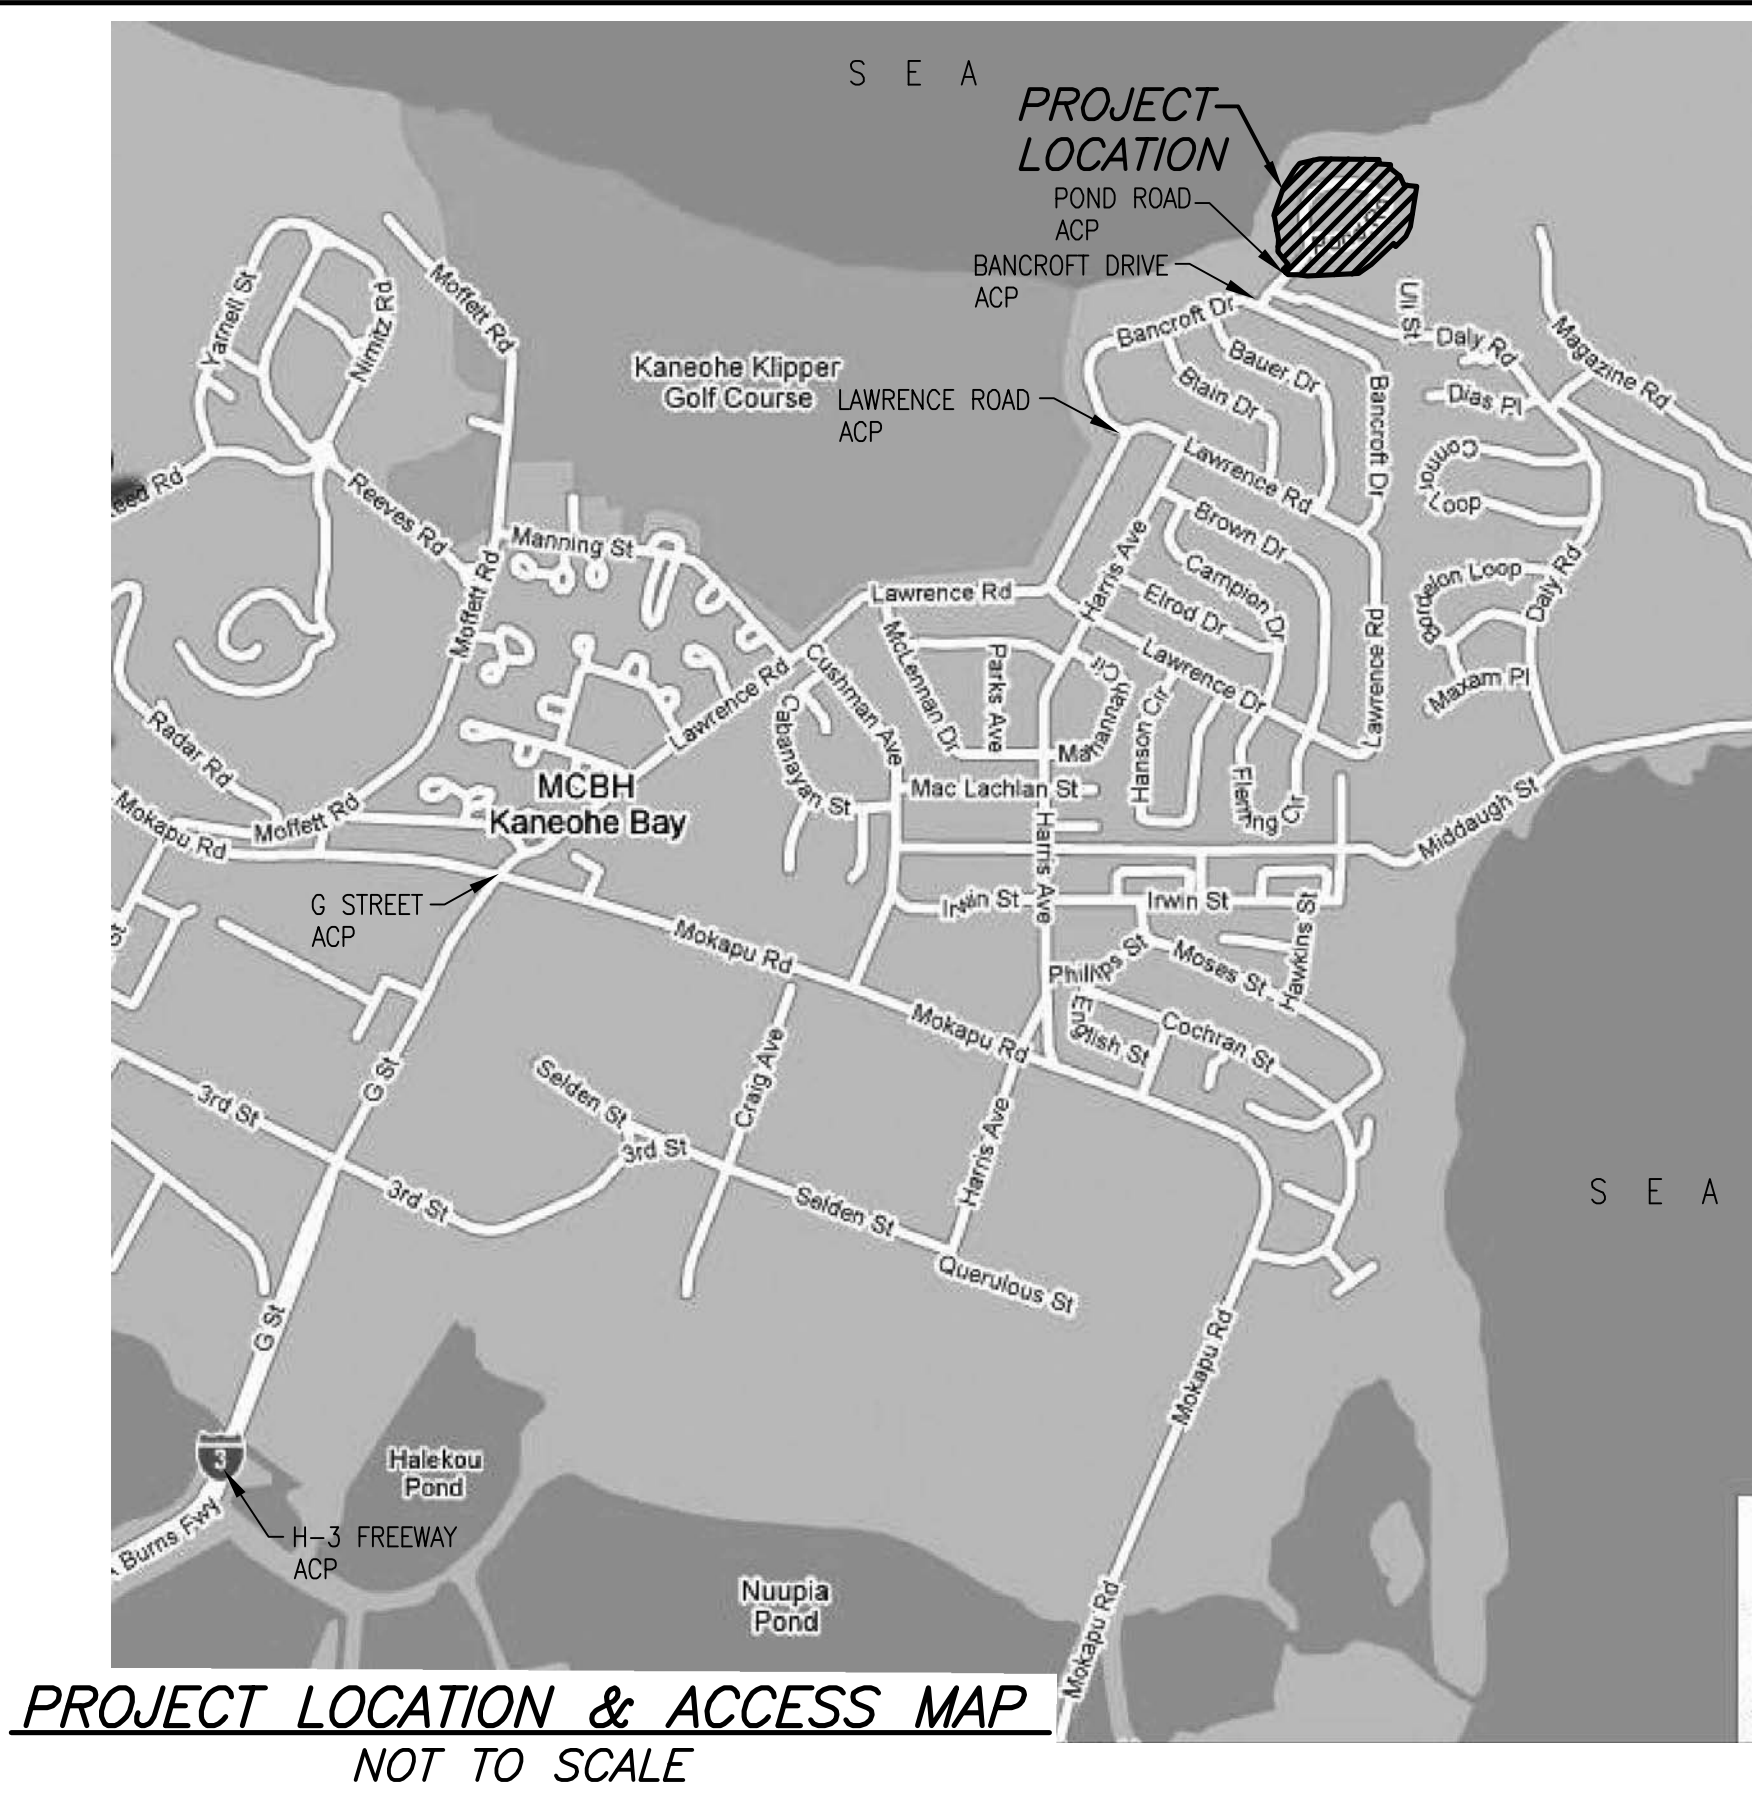 S E A
PROJECT
LOCATION
POND ROAD
ACP
BANCROFT DRIVE
ACP
Pond Rd
Yarnell St
Nimitz Rd
Moffett Rd
Kaneohe Klipper
Golf Course
LAWRENCE ROAD
ACP
Bancroft Dr
Bauer Dr
Blain Dr
Bancroft Dr
Uli St
Daly Rd
Magazine Rd
Dias Pl
Connor
Loop
Lawrence Rd
Reeves Rd
Manning St
Moffett Rd
Harris Ave
Brown Dr
Campion Dr
Elrod Dr
Bordelon Loop
Daly Rd
Lawrence Rd
Lawrence Rd
Lawrence Dr
Maxam Pl
Cushman Ave
McLennan Dr
Parks Ave
Manannah Cir
Hanson Cir
Lawrence Rd
Cabanayan St
Radar Rd
MCBH
Kaneohe Bay
Mac Lachlan St
Fleming Cir
Mokapu Rd
Moffett Rd
Harris Ave
Middaugh St
G STREET
ACP
Irwin St
Irwin St
Hawkins St
Mokapu Rd
Phillips St
Moses St
Mokapu Rd
English St
Cochran St
G St
3rd St
Selden St
Craig Ave
3rd St
Harris Ave
3rd St
Selden St
S E A
Querulous St
G St
Mokapu Rd
3
Halekou
Pond
Burns Fwy
H-3 FREEWAY
ACP
Nuupia
Pond
Mokapu Rd
PROJECT LOCATION & ACCESS MAP
NOT TO SCALE